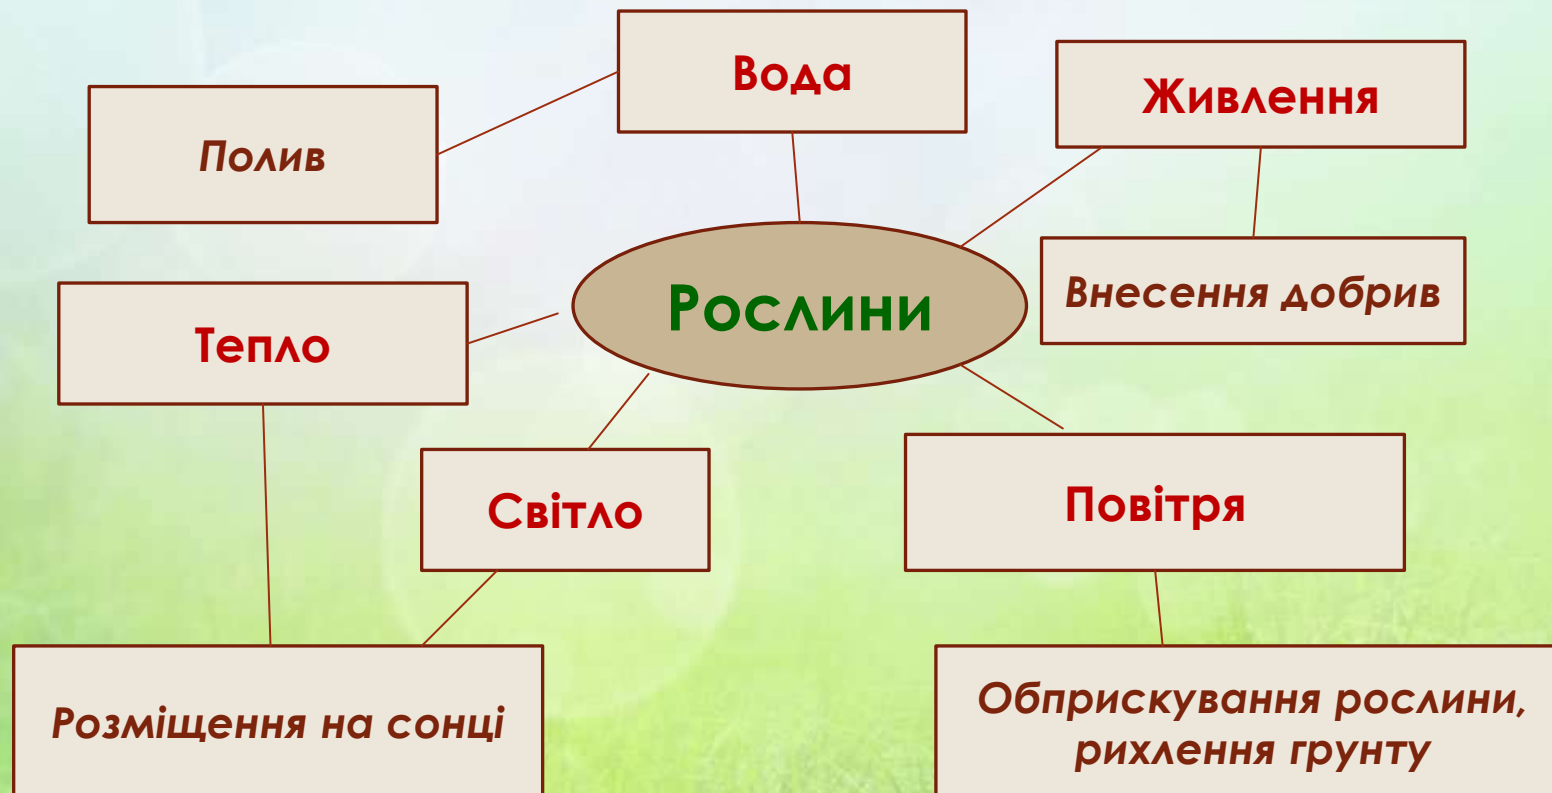 Вода
Живлення
Полив
Рослини
Внесення добрив
Тепло
Світло
Повітря
Розміщення на сонці
Обприскування рослини,
рихлення грунту